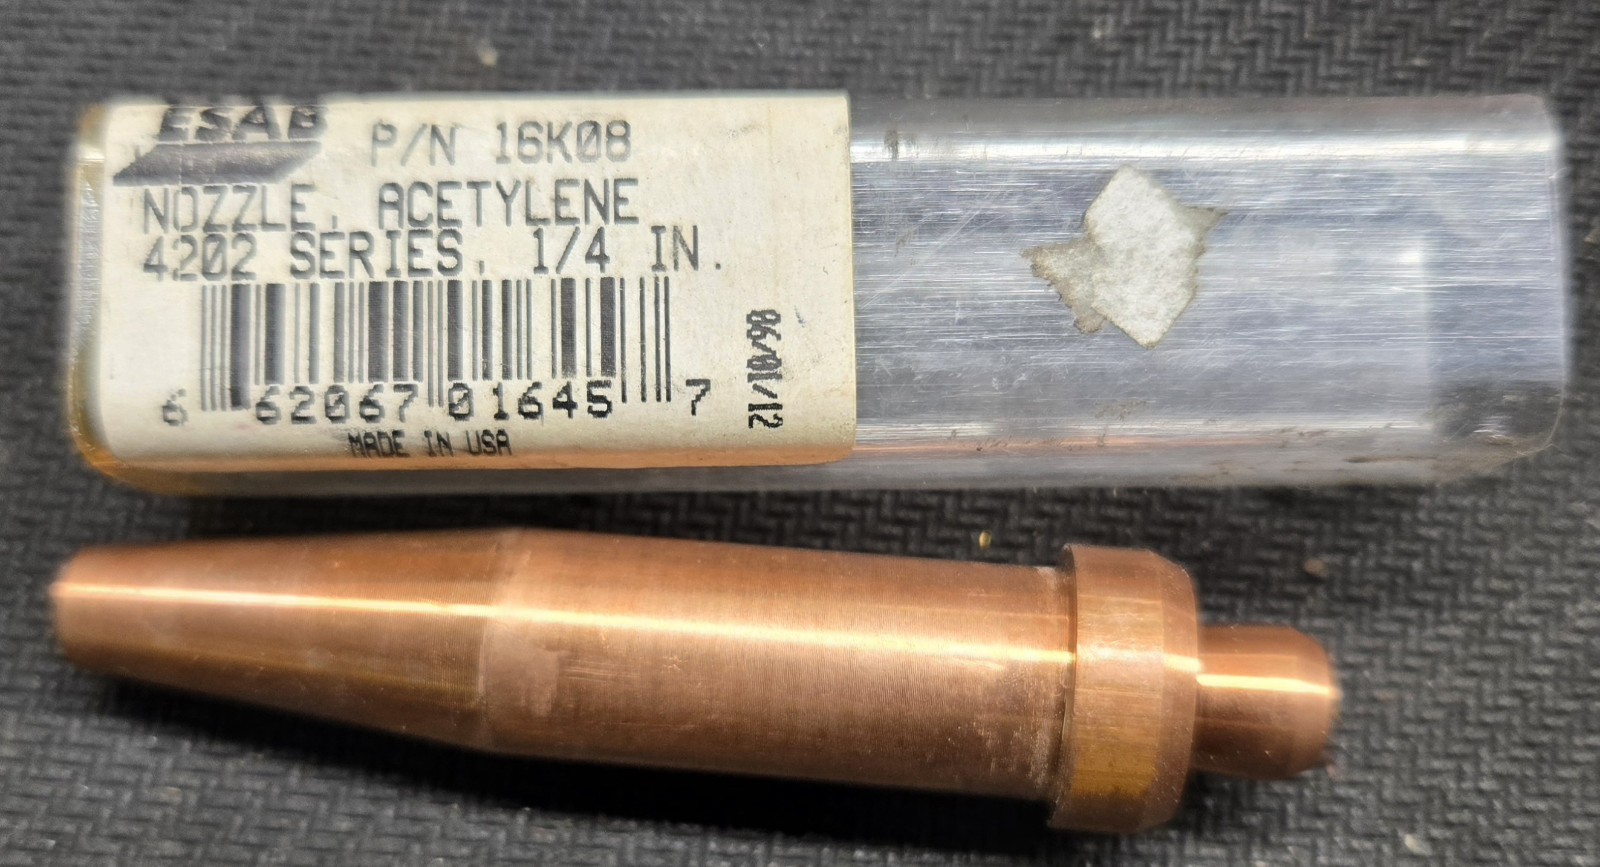 ESAB
P/N 16K08
NOZZLE, ACETYLENE
4202 SERIES, 1/4 IN.
6 62067 01645 7
MADE IN USA
06/01/12